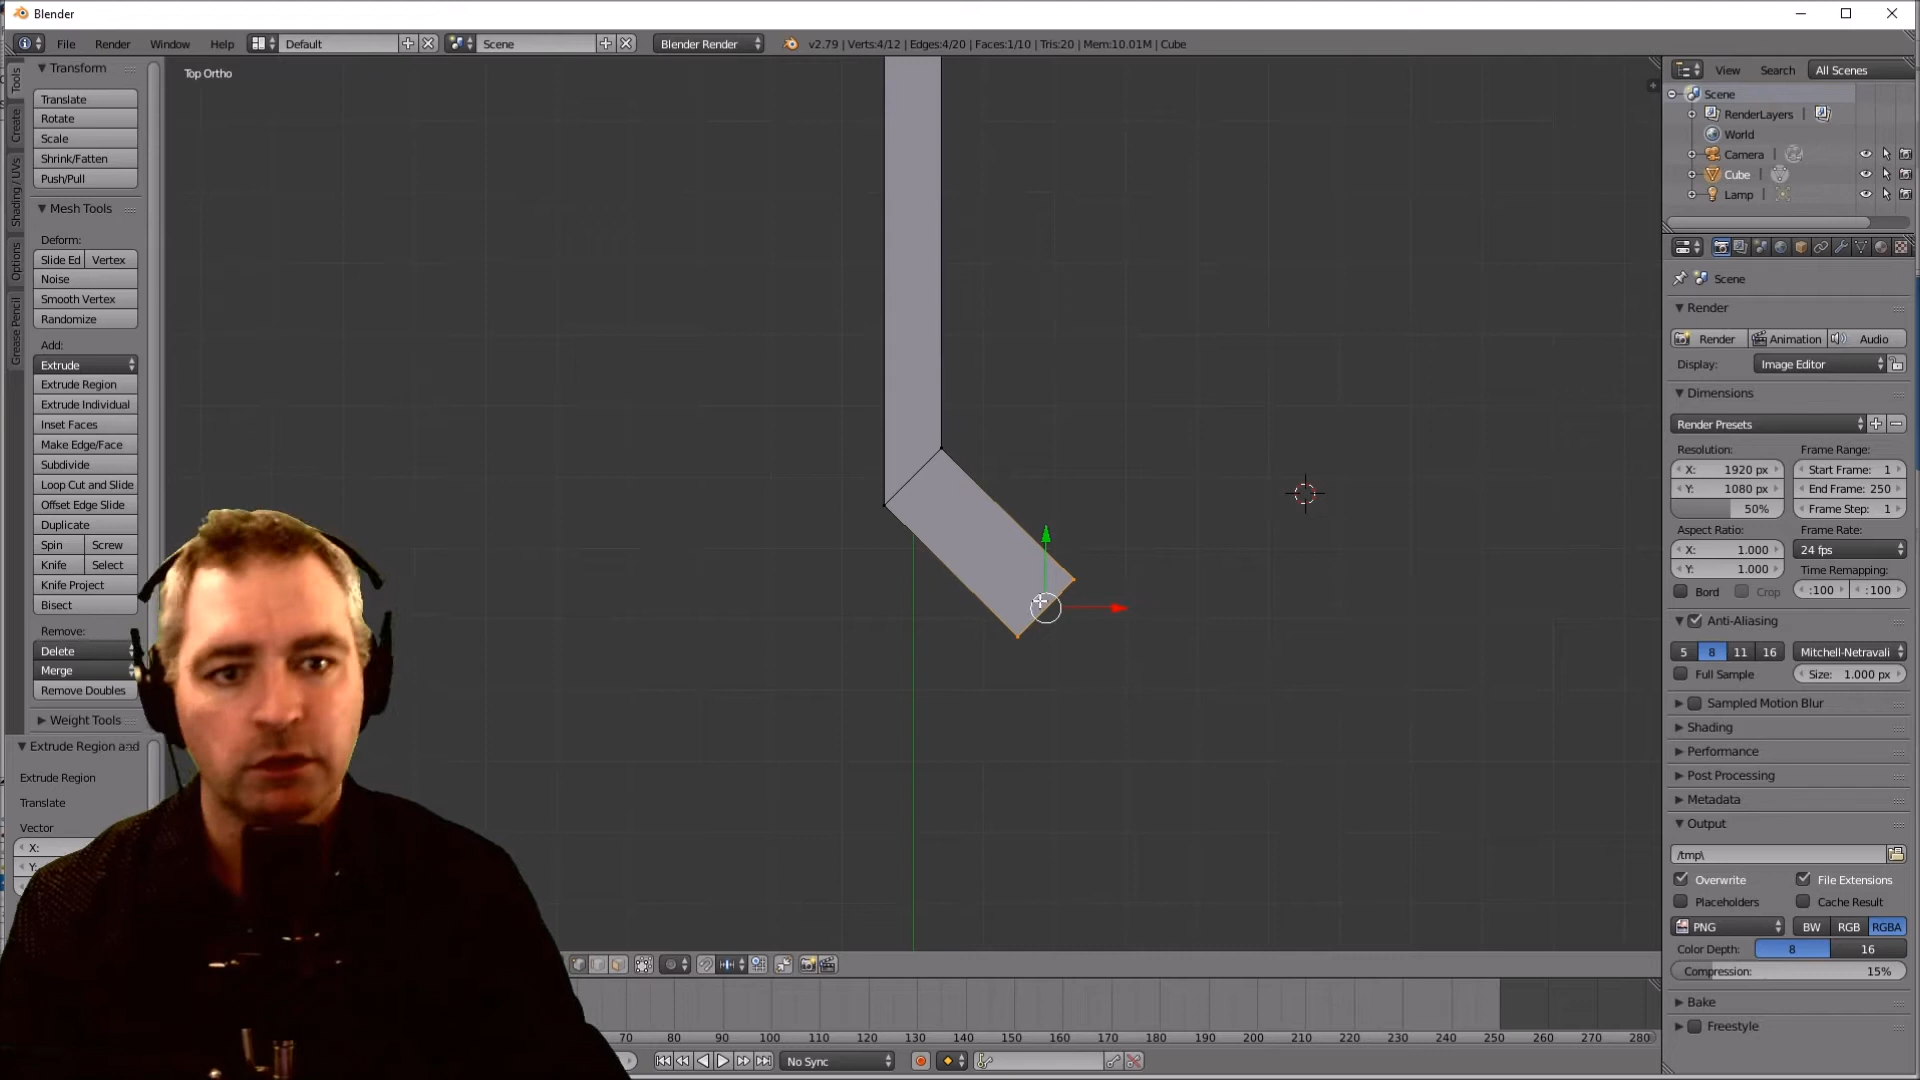 Blender
File Render Window Help Default Scene Blender Render v2.79 | Verts:4/12 | Edges:4/20 | Faces:1/10 | Tris:20 | Mem:10.01M | Cube
Top Ortho
Tools
Create
Shading / UVs
Options
Grease Pencil
Transform
Translate
Rotate
Scale
Shrink/Fatten
Push/Pull
Mesh Tools
Deform:
Slide Ed Vertex
Noise
Smooth Vertex
Randomize
Add:
Extrude
Extrude Region
Extrude Individual
Inset Faces
Make Edge/Face
Subdivide
Loop Cut and Slide
Offset Edge Slide
Duplicate
Spin Screw
Knife Select
Knife Project
Bisect
Remove:
Delete
Merge
Remove Doubles
Weight Tools
Extrude Region and
Extrude Region
Translate
Vector
X:
Y:
70 80 90 100 110 120 130 140 150 160 170 180 190 200 210 220 230 240 250 260 270 280
No Sync
View Search All Scenes
Scene
RenderLayers |
World
Camera |
Cube |
Lamp |
Scene
Render
Render Animation Audio
Display: Image Editor
Dimensions
Render Presets
Resolution: Frame Range:
X: 1920 px Start Frame: 1
Y: 1080 px End Frame: 250
50% Frame Step: 1
Aspect Ratio: Frame Rate:
X: 1.000 24 fps
Y: 1.000 Time Remapping:
Bord Crop :100 :100
Anti-Aliasing
5 8 11 16 Mitchell-Netravali
Full Sample Size: 1.000 px
Sampled Motion Blur
Shading
Performance
Post Processing
Metadata
Output
/tmp\
Overwrite File Extensions
Placeholders Cache Result
PNG BW RGB RGBA
Color Depth: 8 16
Compression: 15%
Bake
Freestyle